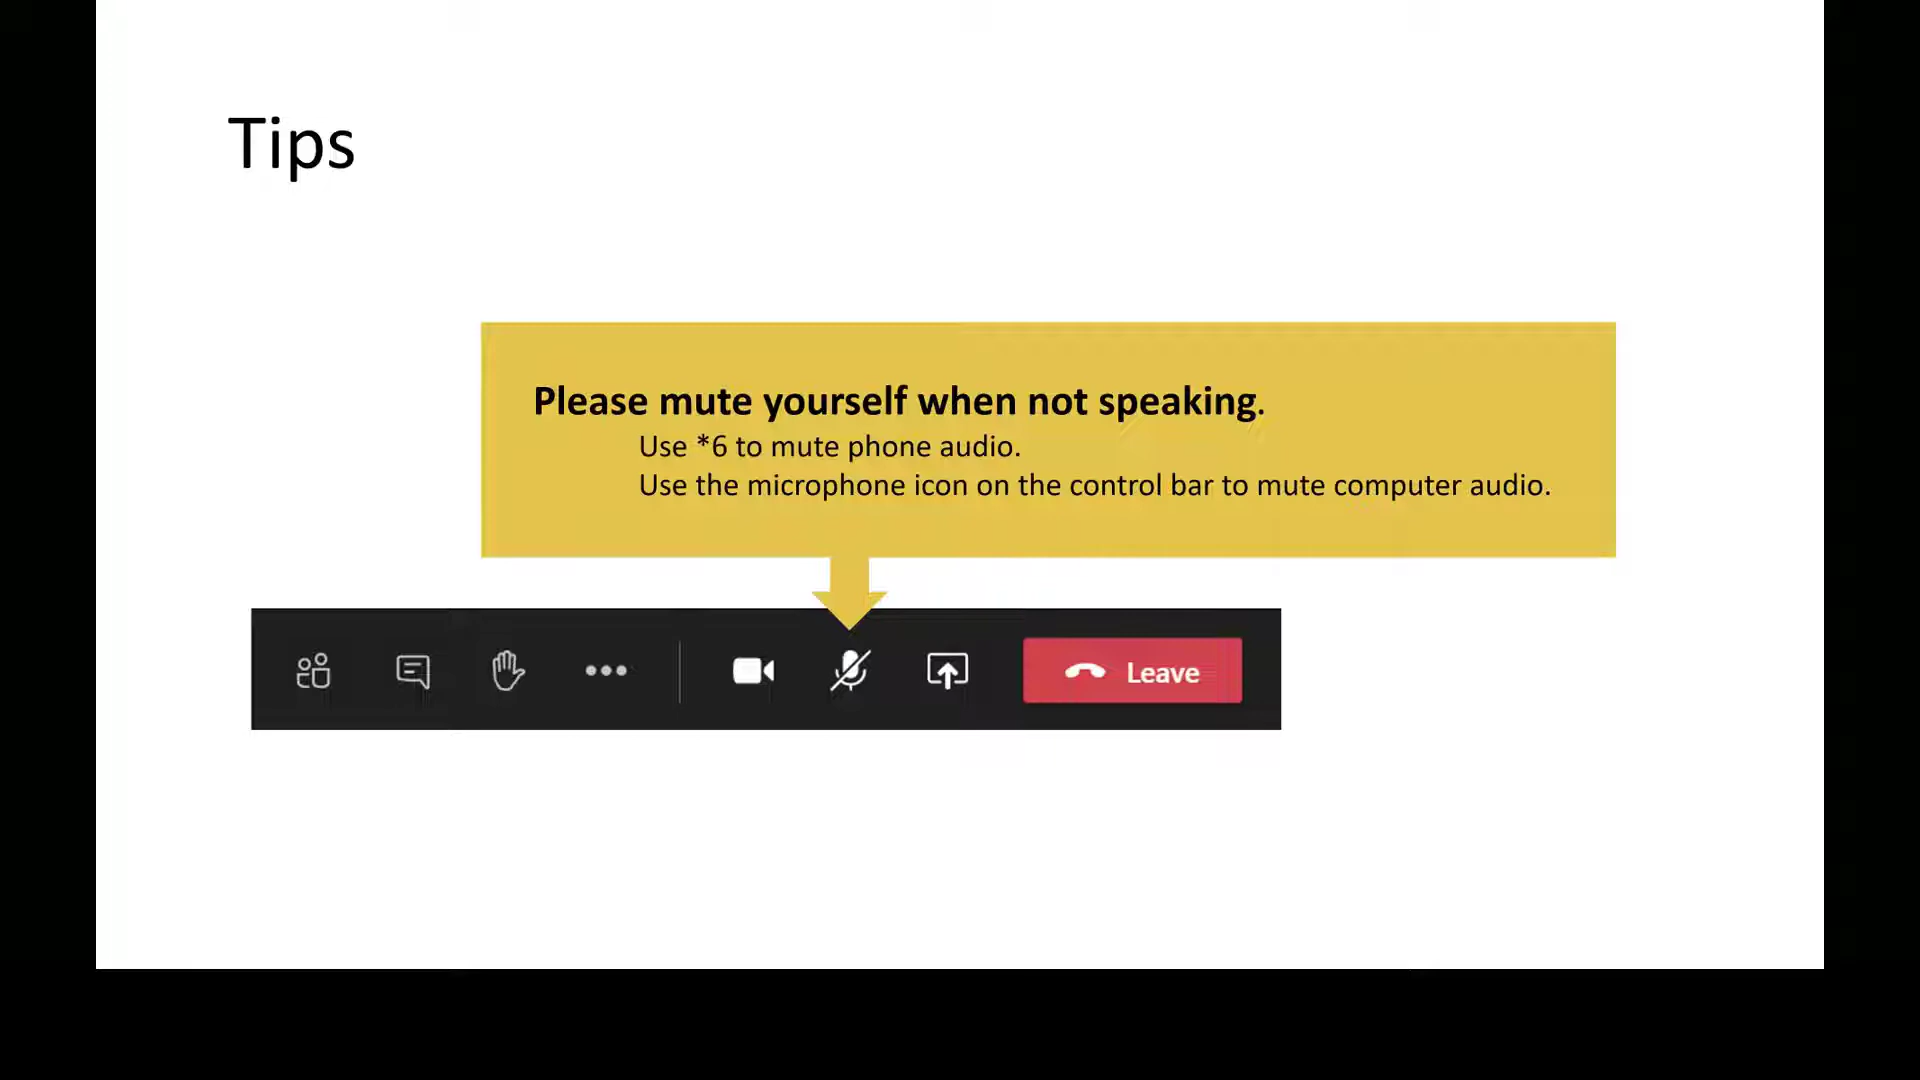 Tips
Please mute yourself when not speaking.
Use *6 to mute phone audio.
Use the microphone icon on the control bar to mute computer audio.
Leave